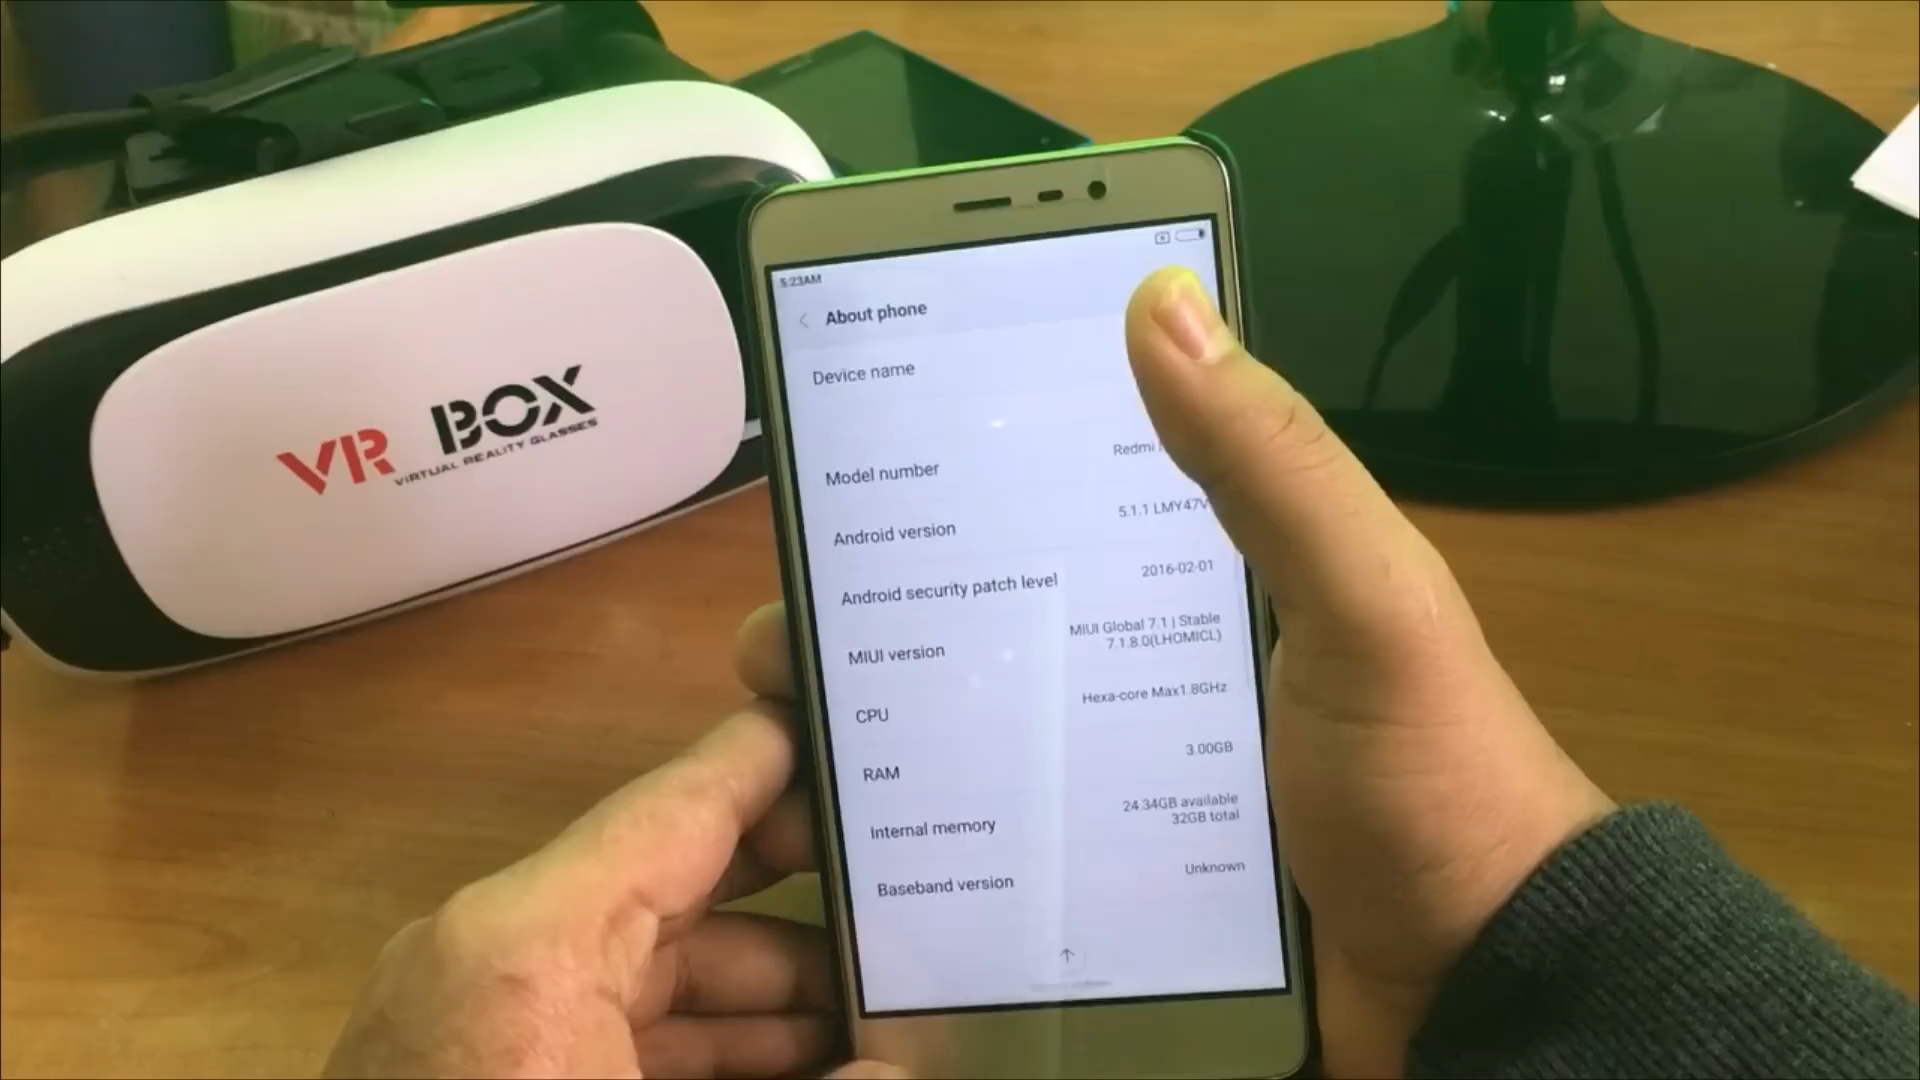 VR BOX
VIRTUAL REALITY GLASSES
5:23AM
About phone
Device name
Model number
Redmi
Android version
5.1.1 LMY47V
Android security patch level
2016-02-01
MIUI version
MIUI Global 7.1 | Stable
7.1.8.0(LHOMICL)
CPU
Hexa-core Max1.8GHz
RAM
3.00GB
Internal memory
24.34GB available
32GB total
Baseband version
Unknown